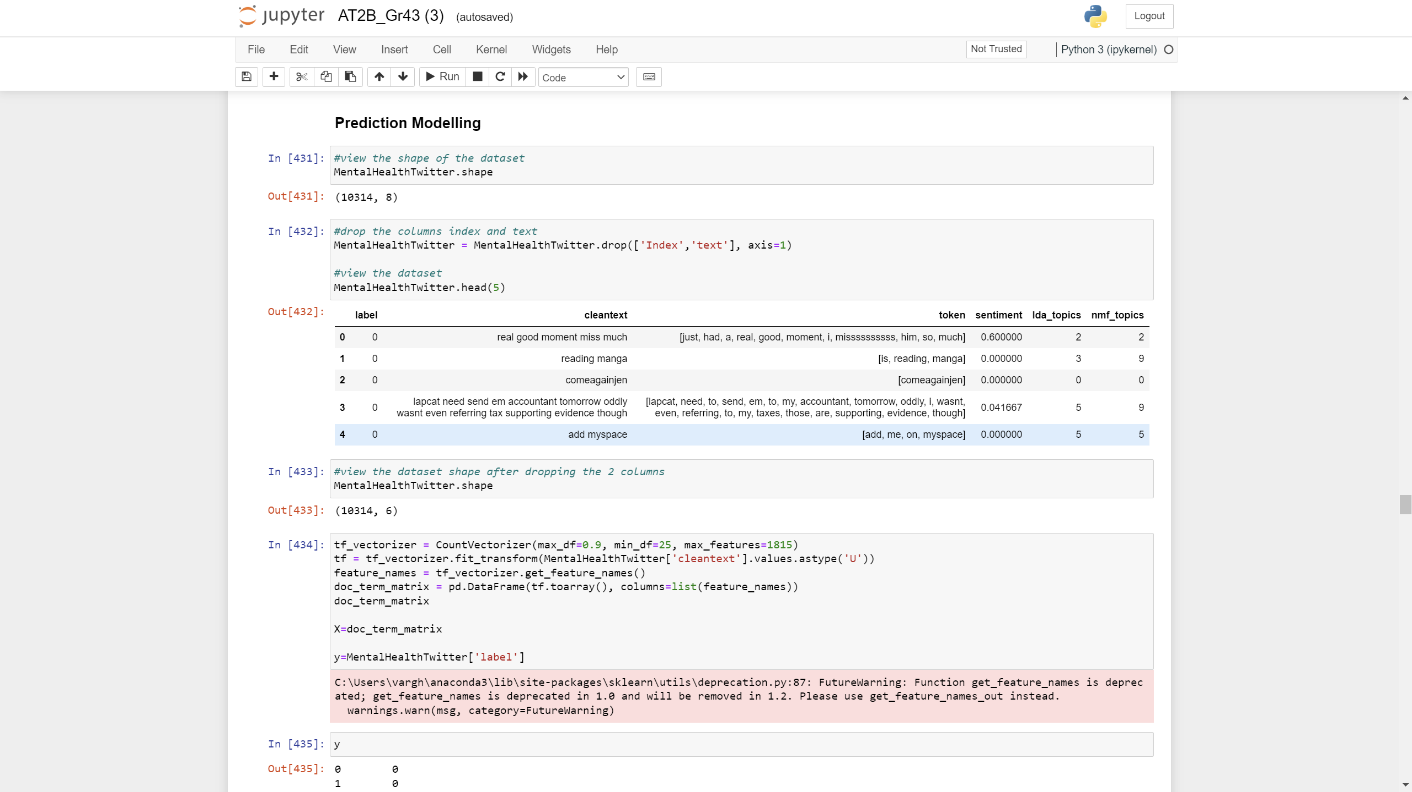 jupyter AT2B_Gr43 (3) (autosaved) Logout
File Edit View Insert Cell Kernel Widgets Help Not Trusted Python 3 (ipykernel)
Run Code
Prediction Modelling
In [431]: #view the shape of the dataset
MentalHealthTwitter.shape
Out[431]: (10314, 8)
In [432]: #drop the columns index and text
MentalHealthTwitter = MentalHealthTwitter.drop(['Index','text'], axis=1)
#view the dataset
MentalHealthTwitter.head(5)
Out[432]:
label cleantext token sentiment lda_topics nmf_topics
0 0 real good moment miss much [just, had, a, real, good, moment, i, missssssssss, him, so, much] 0.600000 2 2
1 0 reading manga [is, reading, manga] 0.000000 3 9
2 0 comeagainjen [comeagainjen] 0.000000 0 0
3 0 lapcat need send em accountant tomorrow oddly [lapcat, need, to, send, em, to, my, accountant, tomorrow, oddly, i, wasnt, 0.041667 5 9
wasnt even referring tax supporting evidence though even, referring, to, my, taxes, those, are, supporting, evidence, though]
4 0 add myspace [add, me, on, myspace] 0.000000 5 5
In [433]: #view the dataset shape after dropping the 2 columns
MentalHealthTwitter.shape
Out[433]: (10314, 6)
In [434]: tf_vectorizer = CountVectorizer(max_df=0.9, min_df=25, max_features=1815)
tf = tf_vectorizer.fit_transform(MentalHealthTwitter['cleantext'].values.astype('U'))
feature_names = tf_vectorizer.get_feature_names()
doc_term_matrix = pd.DataFrame(tf.toarray(), columns=list(feature_names))
doc_term_matrix
X=doc_term_matrix
y=MentalHealthTwitter['label']
C:\Users\vargh\anaconda3\lib\site-packages\sklearn\utils\deprecation.py:87: FutureWarning: Function get_feature_names is deprec
ated; get_feature_names is deprecated in 1.0 and will be removed in 1.2. Please use get_feature_names_out instead.
warnings.warn(msg, category=FutureWarning)
In [435]: y
Out[435]: 0 0
1 0